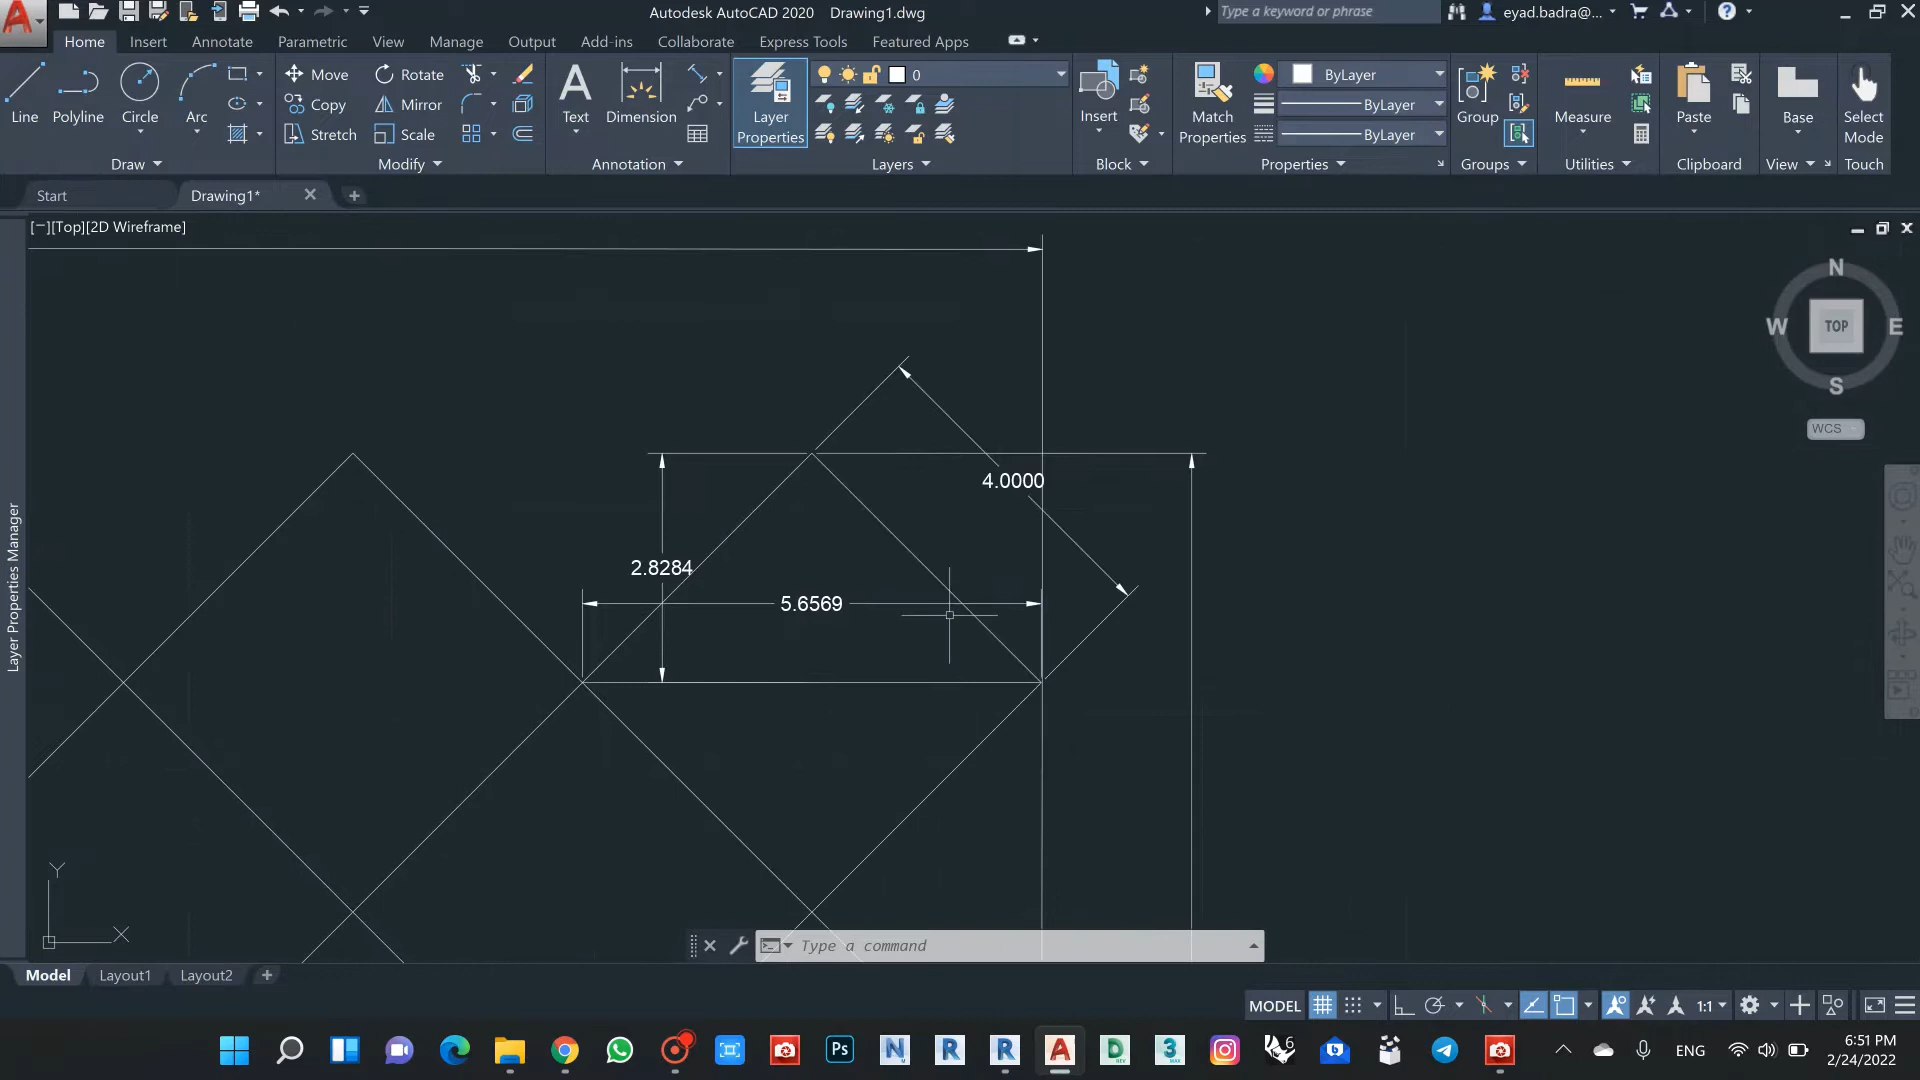 Autodesk AutoCAD 2020 Drawing1.dwg
Type a keyword or phrase
eyad.badra@...
Home Insert Annotate Parametric View Manage Output Add-ins Collaborate Express Tools Featured Apps
Line Polyline Circle Arc
Move Rotate
Copy Mirror
Stretch Scale
Text Dimension
Layer
Properties
0
Insert
Match
Properties
ByLayer
ByLayer
ByLayer
Group
Measure
Paste
Base
Select
Mode
Draw Modify Annotation Layers Block Properties Groups Utilities Clipboard View Touch
Start Drawing1*
[−][Top][2D Wireframe]
N
W TOP E
S
WCS
Layer Properties Manager
4.0000
2.8284
5.6569
Y
X
Type a command
Model Layout1 Layout2
MODEL 1:1
Ps N R R A D 3 6
ENG
6:51 PM
2/24/2022